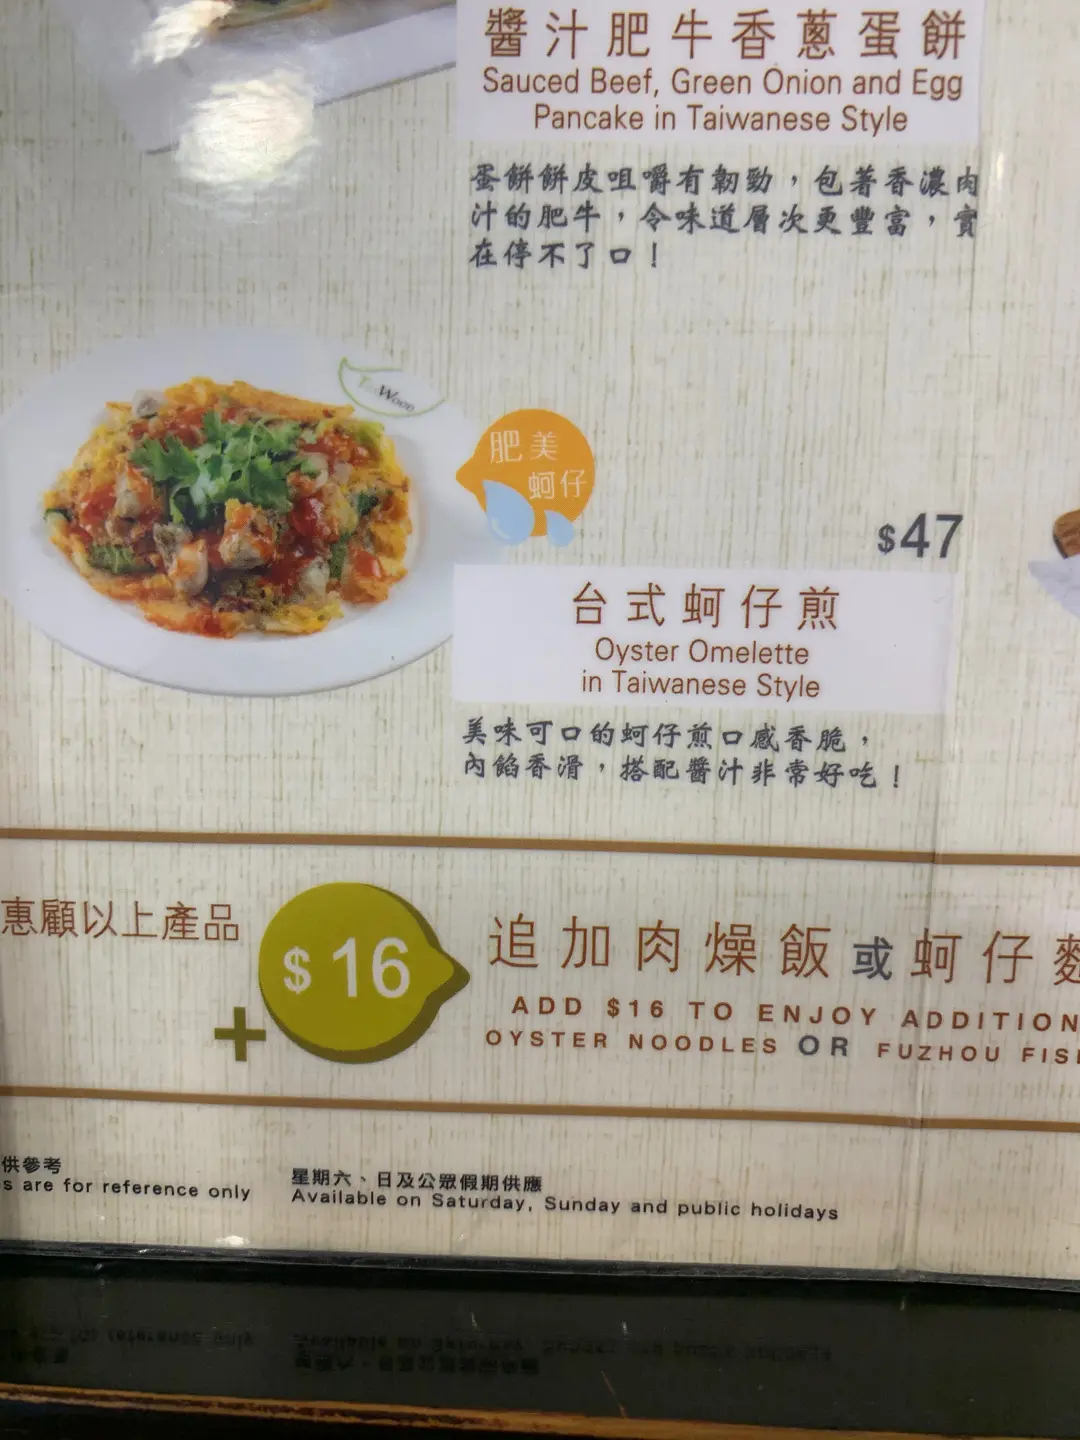 醬汁肥牛香蔥蛋餅
Sauced Beef, Green Onion and Egg
Pancake in Taiwanese Style
蛋餅餅皮咀嚼有韌勁，包著香濃肉
汁的肥牛，令味道層次更豐富，實
在停不了口！
TeaWood
肥美
蚵仔
$47
台式蚵仔煎
Oyster Omelette
in Taiwanese Style
美味可口的蚵仔煎口感香脆，
內餡香滑，搭配醬汁非常好吃！
惠顧以上產品
+
$16
追加肉燥飯或蚵仔麵
ADD $16 TO ENJOY ADDITION
OYSTER NOODLES OR FUZHOU FIS
供參考
s are for reference only
星期六、日及公眾假期供應
Available on Saturday, Sunday and public holidays